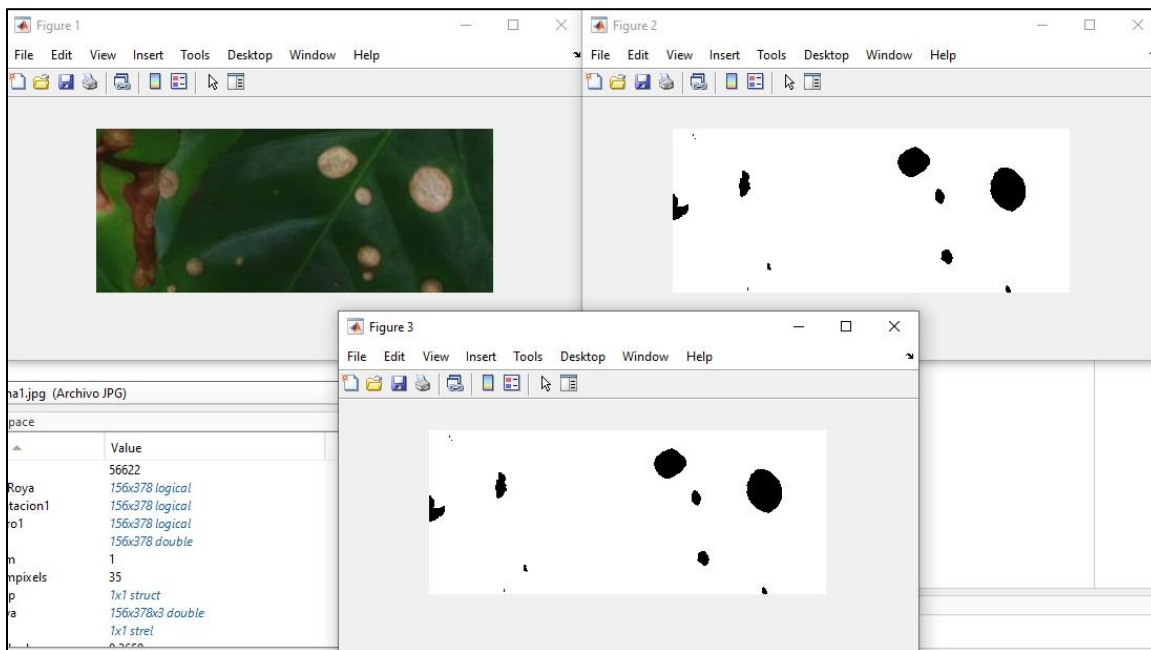 Figure 1
File Edit View Insert Tools Desktop Window Help
Figure 2
File Edit View Insert Tools Desktop Window Help
Figure 3
File Edit View Insert Tools Desktop Window Help
na1.jpg (Archivo JPG)
pace
Value
56622
Roya 156x378 logical
tacion1 156x378 logical
ro1 156x378 logical
156x378 double
m 1
mpixels 35
p 1x1 struct
va 156x378x3 double
1x1 strel